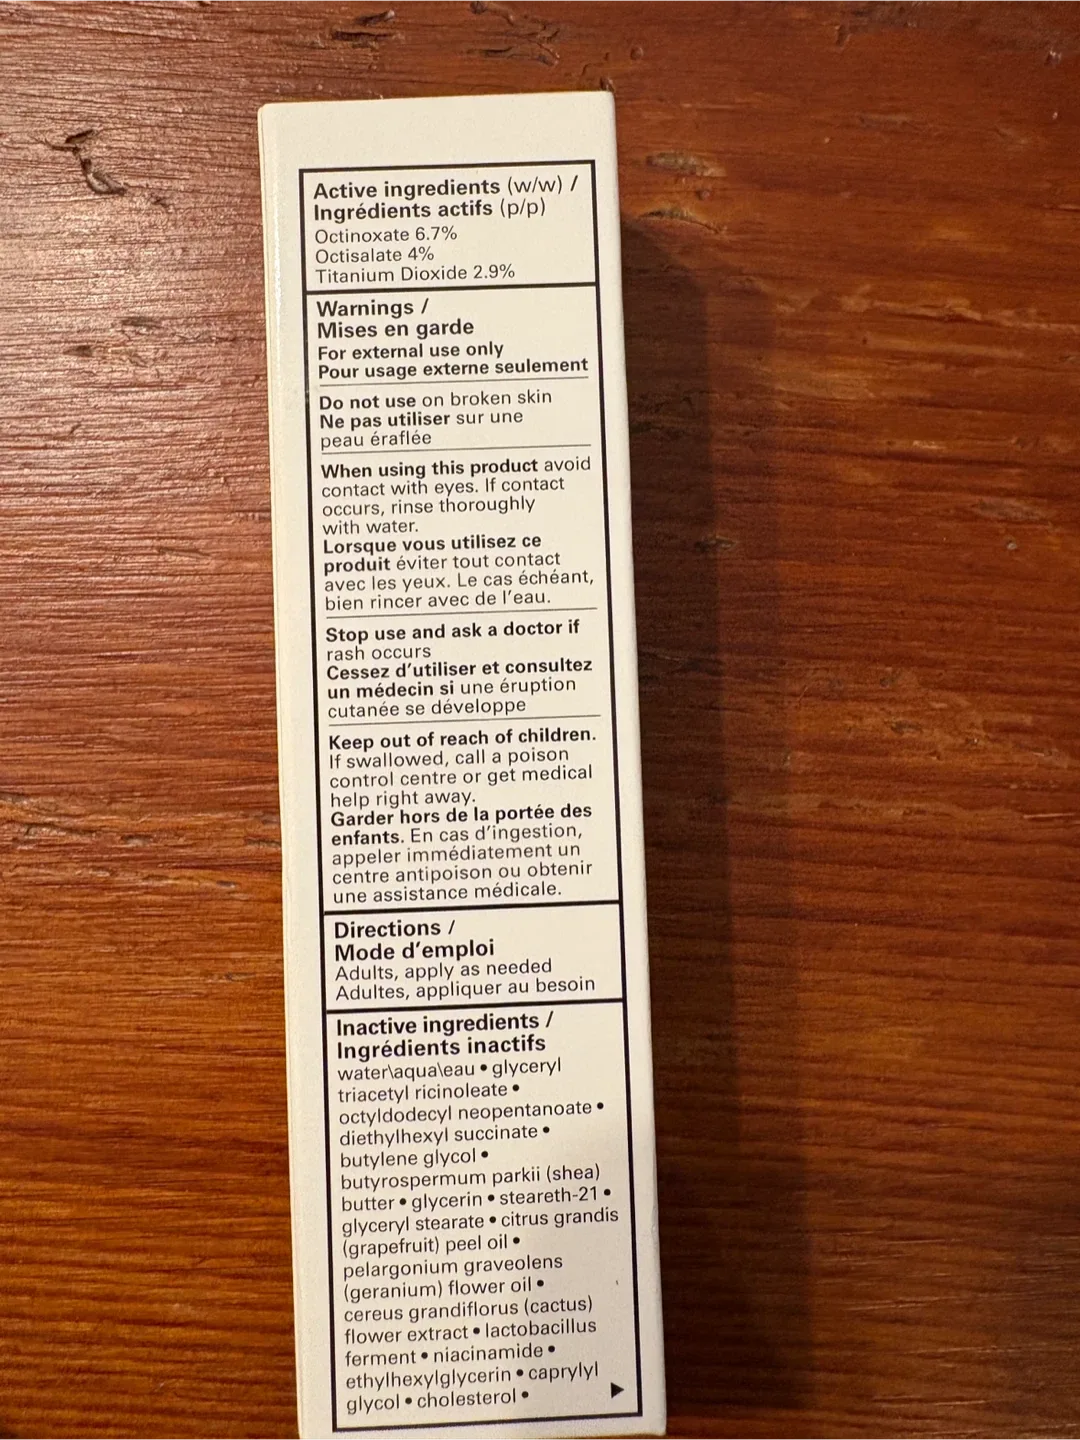 Active ingredients (w/w) /
Ingrédients actifs (p/p)
Octinoxate 6.7%
Octisalate 4%
Titanium Dioxide 2.9%
Warnings /
Mises en garde
For external use only
Pour usage externe seulement
Do not use on broken skin
Ne pas utiliser sur une
peau éraflée
When using this product avoid
contact with eyes. If contact
occurs, rinse thoroughly
with water.
Lorsque vous utilisez ce
produit éviter tout contact
avec les yeux. Le cas échéant,
bien rincer avec de l'eau.
Stop use and ask a doctor if
rash occurs
Cessez d'utiliser et consultez
un médecin si une éruption
cutanée se développe
Keep out of reach of children.
If swallowed, call a poison
control centre or get medical
help right away.
Garder hors de la portée des
enfants. En cas d'ingestion,
appeler immédiatement un
centre antipoison ou obtenir
une assistance médicale.
Directions /
Mode d'emploi
Adults, apply as needed
Adultes, appliquer au besoin
Inactive ingredients /
Ingrédients inactifs
water\aqua\eau • glyceryl
triacetyl ricinoleate •
octyldodecyl neopentanoate •
diethylhexyl succinate •
butylene glycol •
butyrospermum parkii (shea)
butter • glycerin • steareth-21 •
glyceryl stearate • citrus grandis
(grapefruit) peel oil •
pelargonium graveolens
(geranium) flower oil •
cereus grandiflorus (cactus)
flower extract • lactobacillus
ferment • niacinamide •
ethylhexylglycerin • caprylyl
glycol • cholesterol •